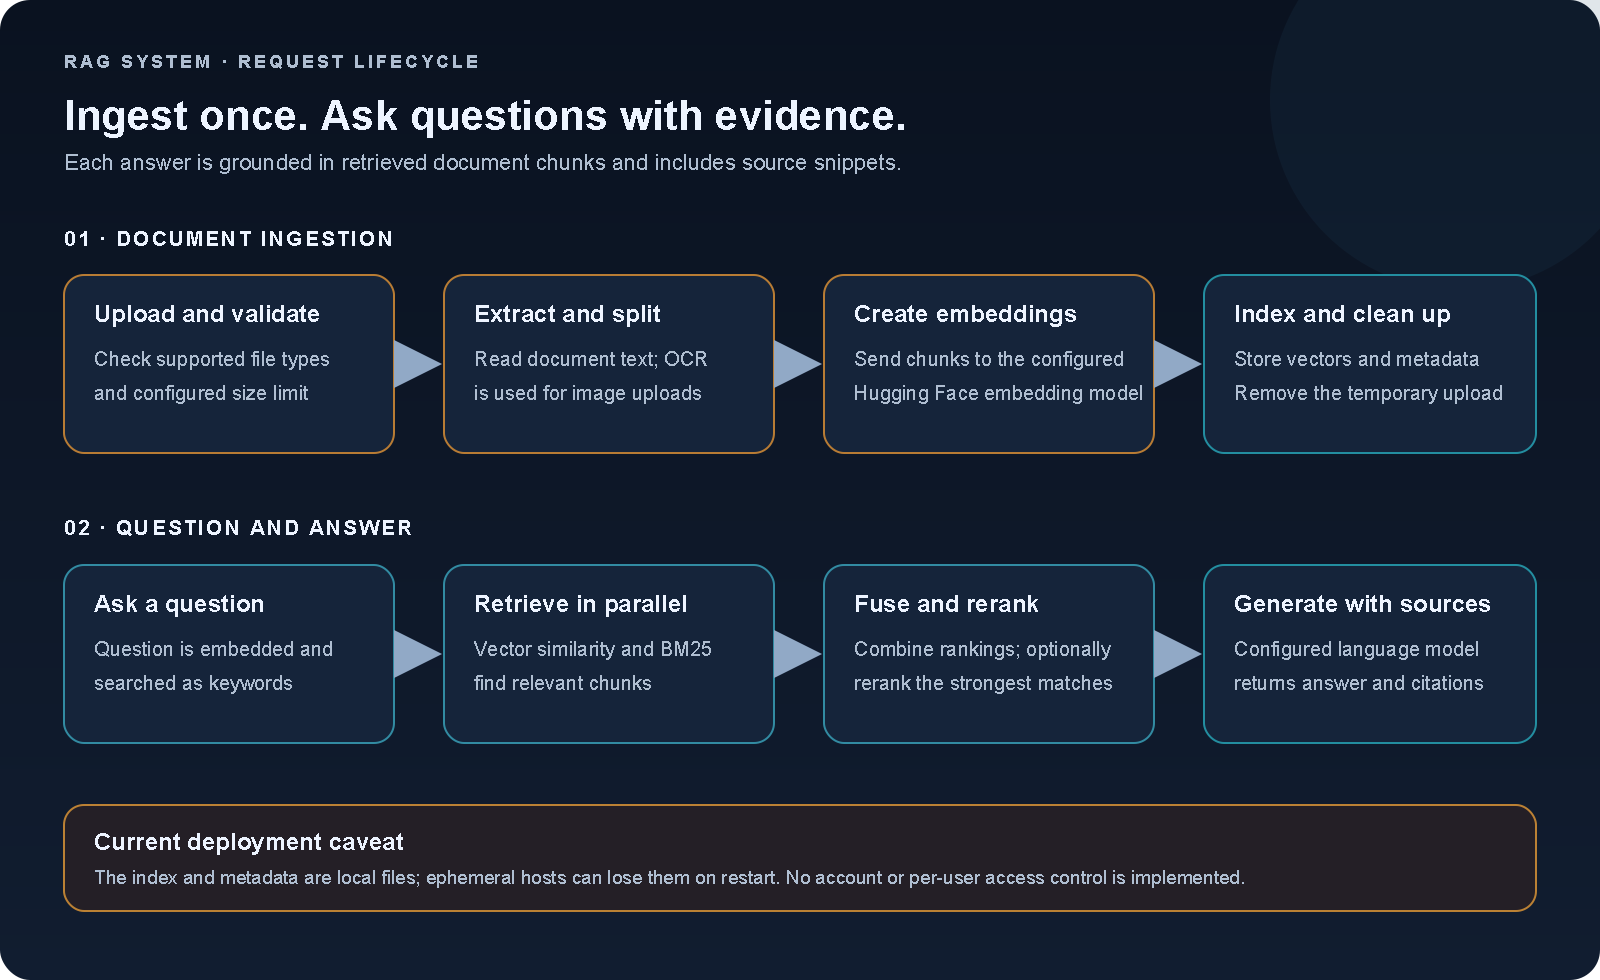 RAG SYSTEM · REQUEST LIFECYCLE
Ingest once. Ask questions with evidence.
Each answer is grounded in retrieved document chunks and includes source snippets.
01 · DOCUMENT INGESTION
Upload and validate
Check supported file types
and configured size limit
Extract and split
Read document text; OCR
is used for image uploads
Create embeddings
Send chunks to the configured
Hugging Face embedding model
Index and clean up
Store vectors and metadata
Remove the temporary upload
02 · QUESTION AND ANSWER
Ask a question
Question is embedded and
searched as keywords
Retrieve in parallel
Vector similarity and BM25
find relevant chunks
Fuse and rerank
Combine rankings; optionally
rerank the strongest matches
Generate with sources
Configured language model
returns answer and citations
Current deployment caveat
The index and metadata are local files; ephemeral hosts can lose them on restart. No account or per-user access control is implemented.